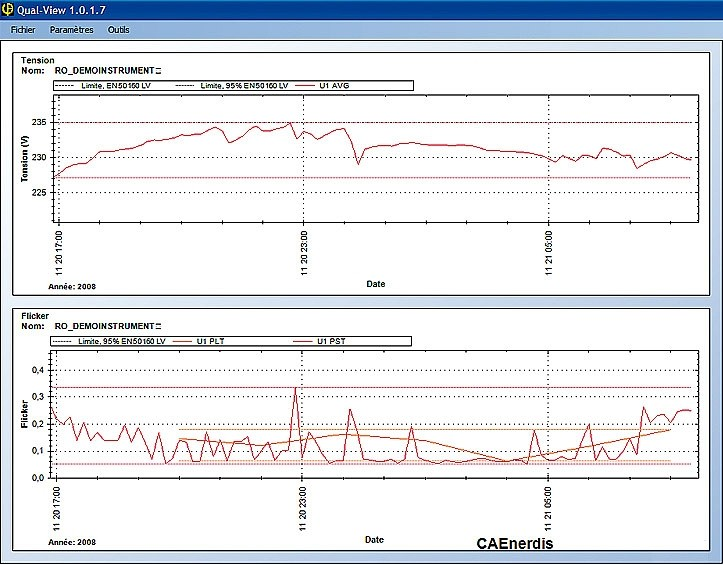 Qual-View 1.0.1.7
Fichier Paramètres Outils
Tension
Nom: RO_DEMOINSTRUMENT
Limite, EN50160 LV Limite, 95% EN50160 LV U1 AVG
Tension (V)
235
230
225
11 20 17:00
11 20 23:00
11 21 05:00
Année: 2008
Date
Flicker
Nom: RO_DEMOINSTRUMENT
Limite, 95% EN50160 LV U1 PLT U1 PST
Flicker
0,4
0,3
0,2
0,1
0,0
11 20 17:00
11 20 23:00
11 21 05:00
Année: 2008
Date
CAEnerdis